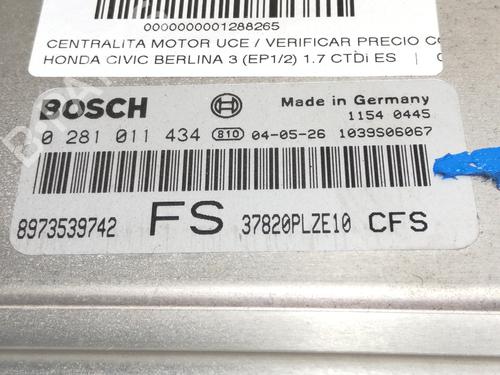 0000000001288265
CENTRALITA MOTOR UCE / VERIFICAR PRECIO
HONDA CIVIC BERLINA 3 (EP1/2) 1.7 CTDi ES |
BOSCH Made in Germany
1154 0445
0 281 011 434 810 04-05-26 1039S06067
8973539742 FS 37820PLZE10 CFS